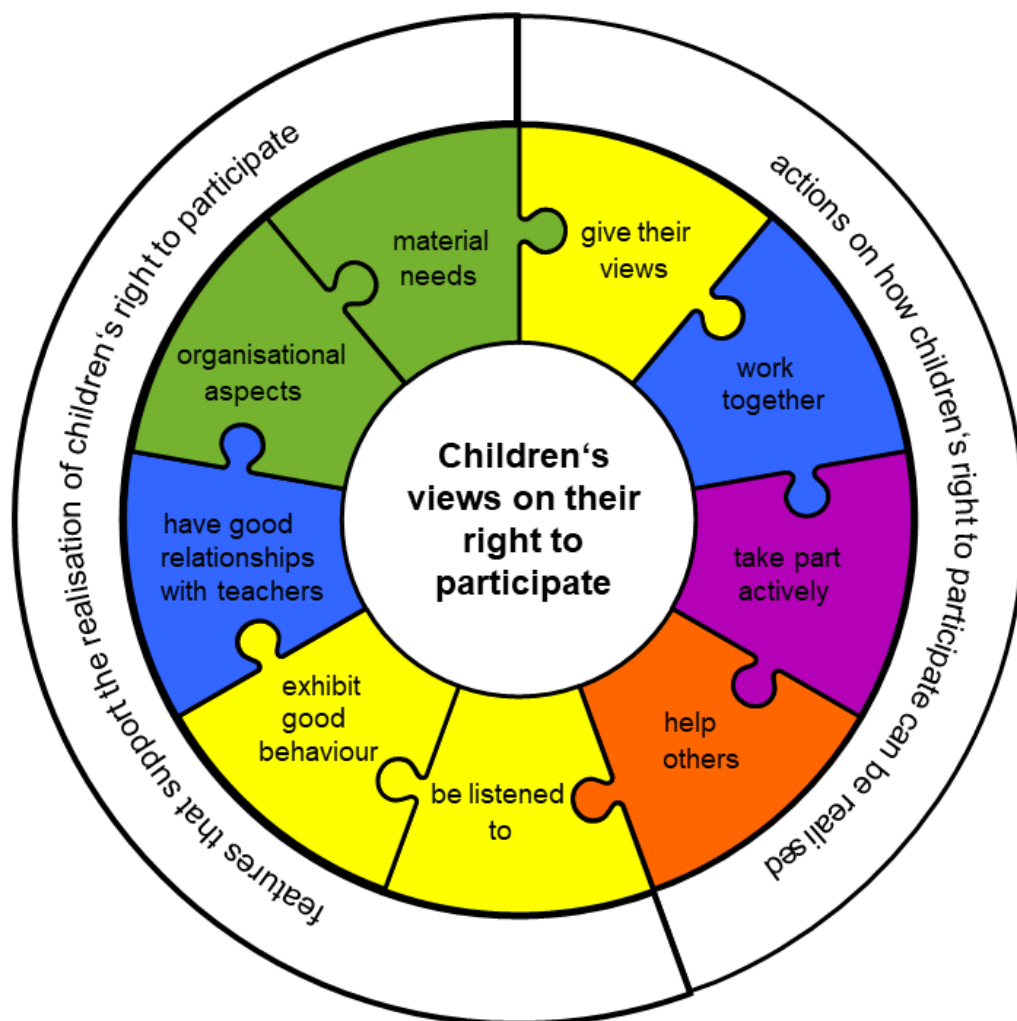 Children‘s
views on their
right to
participate
give their
views
work
together
take part
actively
help
others
be listened
to
exhibit
good
behaviour
have good
relationships
with teachers
organisational
aspects
material
needs
actions on how children‘s right to participate can be realised
features that support the realisation of children‘s right to participate